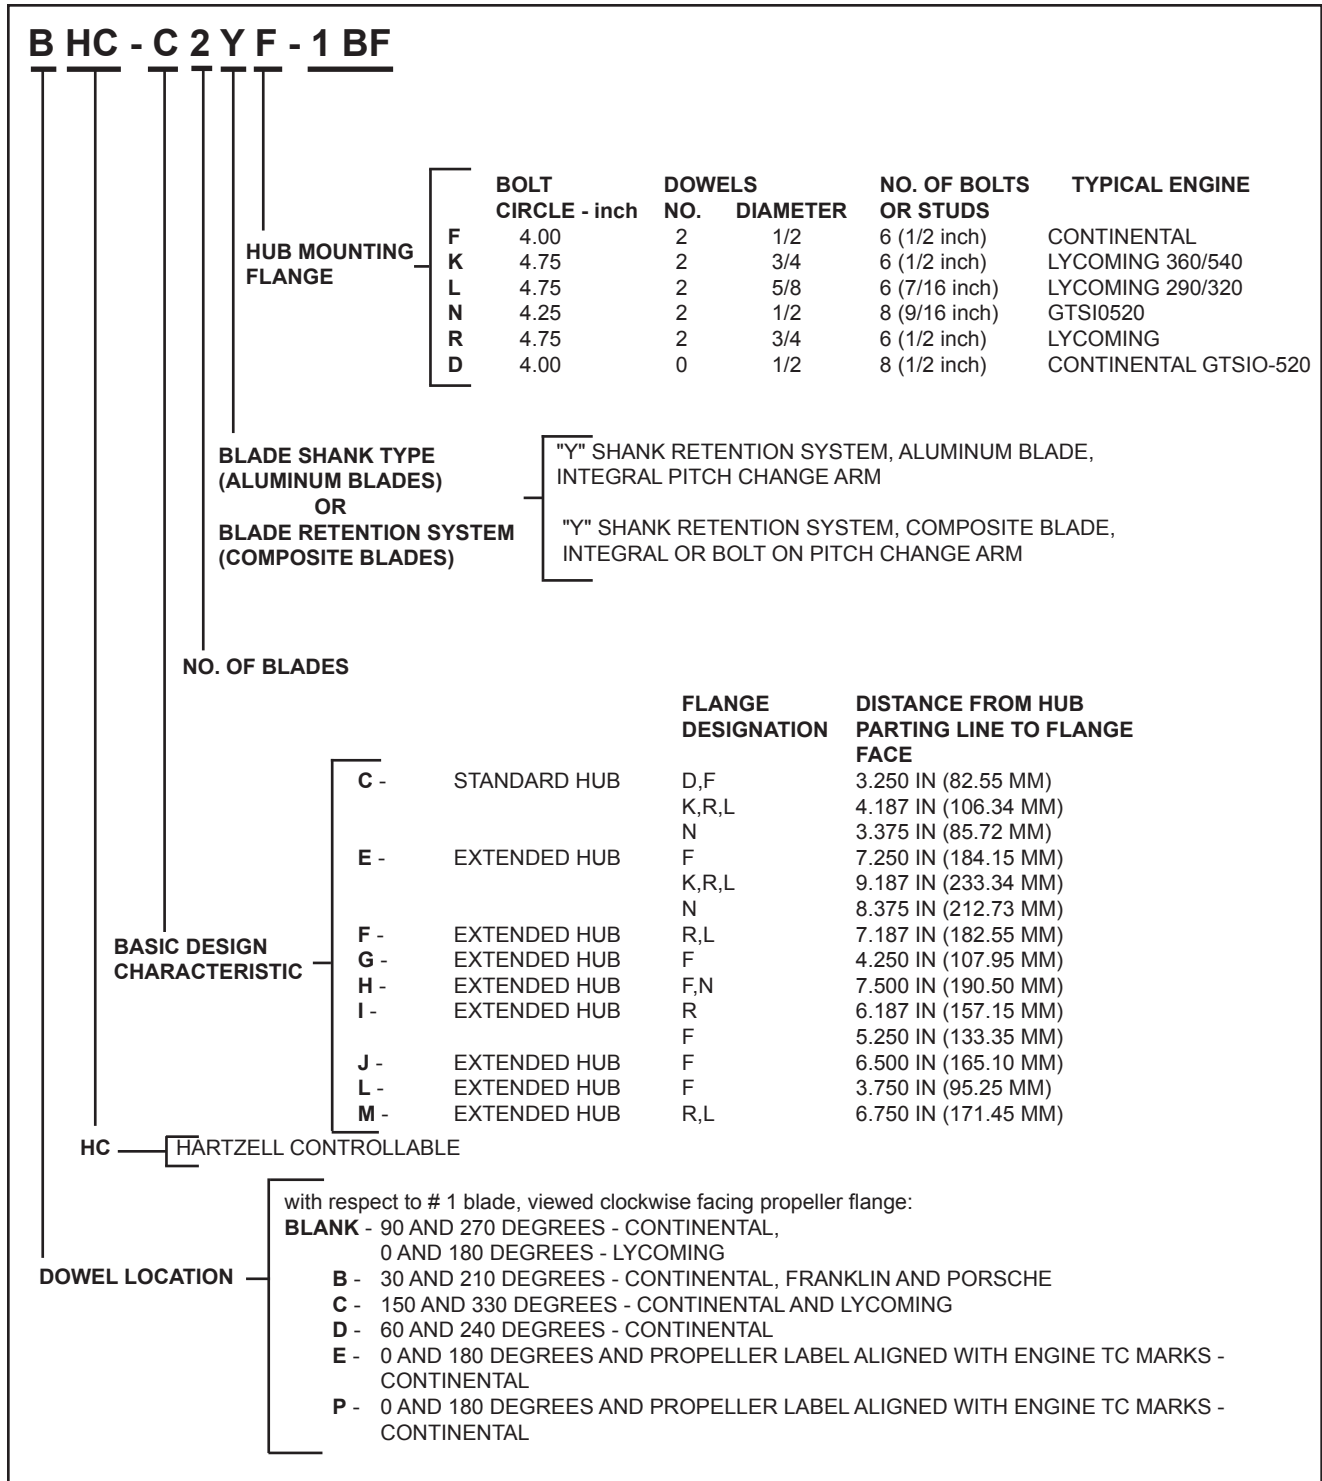 B HC - C 2 Y F - 1 BF
BOLT DOWELS NO. OF BOLTS TYPICAL ENGINE
CIRCLE - inch NO. DIAMETER OR STUDS
HUB MOUNTING
FLANGE
F 4.00 2 1/2 6 (1/2 inch) CONTINENTAL
K 4.75 2 3/4 6 (1/2 inch) LYCOMING 360/540
L 4.75 2 5/8 6 (7/16 inch) LYCOMING 290/320
N 4.25 2 1/2 8 (9/16 inch) GTSI0520
R 4.75 2 3/4 6 (1/2 inch) LYCOMING
D 4.00 0 1/2 8 (1/2 inch) CONTINENTAL GTSIO-520
BLADE SHANK TYPE
(ALUMINUM BLADES)
OR
BLADE RETENTION SYSTEM
(COMPOSITE BLADES)
"Y" SHANK RETENTION SYSTEM, ALUMINUM BLADE,
INTEGRAL PITCH CHANGE ARM
"Y" SHANK RETENTION SYSTEM, COMPOSITE BLADE,
INTEGRAL OR BOLT ON PITCH CHANGE ARM
NO. OF BLADES
FLANGE DISTANCE FROM HUB
DESIGNATION PARTING LINE TO FLANGE
FACE
BASIC DESIGN
CHARACTERISTIC
C - STANDARD HUB D,F 3.250 IN (82.55 MM)
K,R,L 4.187 IN (106.34 MM)
N 3.375 IN (85.72 MM)
E - EXTENDED HUB F 7.250 IN (184.15 MM)
K,R,L 9.187 IN (233.34 MM)
N 8.375 IN (212.73 MM)
F - EXTENDED HUB R,L 7.187 IN (182.55 MM)
G - EXTENDED HUB F 4.250 IN (107.95 MM)
H - EXTENDED HUB F,N 7.500 IN (190.50 MM)
I - EXTENDED HUB R 6.187 IN (157.15 MM)
F 5.250 IN (133.35 MM)
J - EXTENDED HUB F 6.500 IN (165.10 MM)
L - EXTENDED HUB F 3.750 IN (95.25 MM)
M - EXTENDED HUB R,L 6.750 IN (171.45 MM)
HC HARTZELL CONTROLLABLE
DOWEL LOCATION
with respect to # 1 blade, viewed clockwise facing propeller flange:
BLANK - 90 AND 270 DEGREES - CONTINENTAL,
0 AND 180 DEGREES - LYCOMING
B - 30 AND 210 DEGREES - CONTINENTAL, FRANKLIN AND PORSCHE
C - 150 AND 330 DEGREES - CONTINENTAL AND LYCOMING
D - 60 AND 240 DEGREES - CONTINENTAL
E - 0 AND 180 DEGREES AND PROPELLER LABEL ALIGNED WITH ENGINE TC MARKS -
CONTINENTAL
P - 0 AND 180 DEGREES AND PROPELLER LABEL ALIGNED WITH ENGINE TC MARKS -
CONTINENTAL